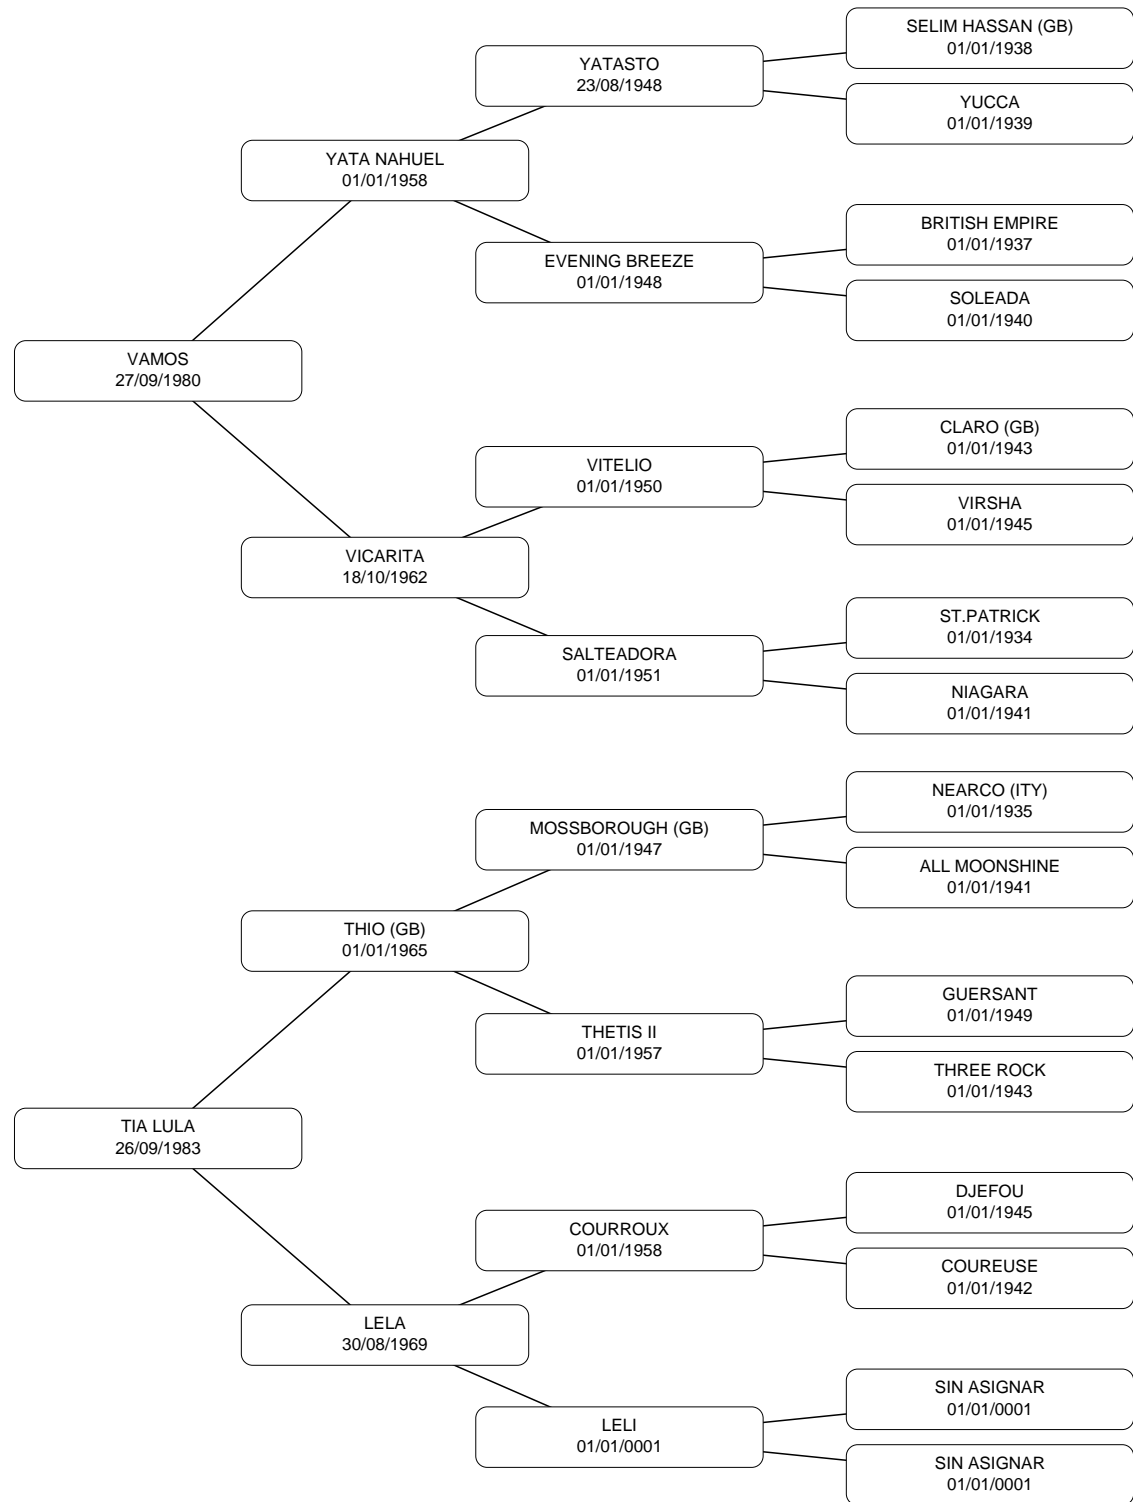 SELIM HASSAN (GB)
01/01/1938
YATASTO
23/08/1948
YUCCA
01/01/1939
YATA NAHUEL
01/01/1958
BRITISH EMPIRE
01/01/1937
EVENING BREEZE
01/01/1948
SOLEADA
01/01/1940
VAMOS
27/09/1980
CLARO (GB)
01/01/1943
VITELIO
01/01/1950
VIRSHA
01/01/1945
VICARITA
18/10/1962
ST.PATRICK
01/01/1934
SALTEADORA
01/01/1951
NIAGARA
01/01/1941
NEARCO (ITY)
01/01/1935
MOSSBOROUGH (GB)
01/01/1947
ALL MOONSHINE
01/01/1941
THIO (GB)
01/01/1965
GUERSANT
01/01/1949
THETIS II
01/01/1957
THREE ROCK
01/01/1943
TIA LULA
26/09/1983
DJEFOU
01/01/1945
COURROUX
01/01/1958
COUREUSE
01/01/1942
LELA
30/08/1969
SIN ASIGNAR
01/01/0001
LELI
01/01/0001
SIN ASIGNAR
01/01/0001